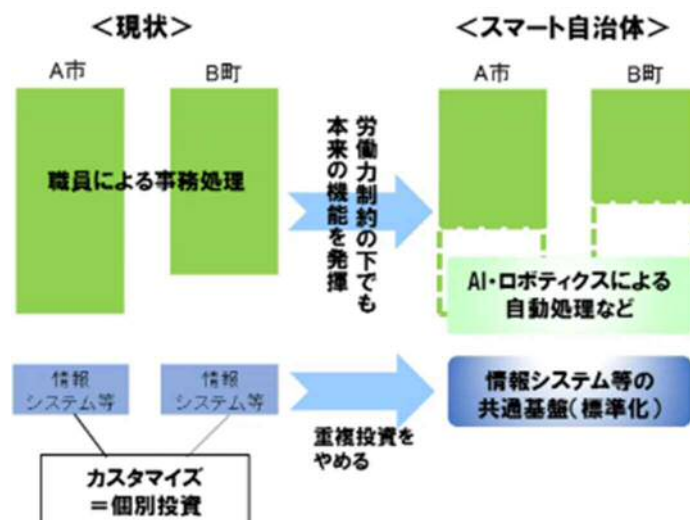 ＜現状＞
＜スマート自治体＞
A市
B町
A市
B町
職員による事務処理
労働力制約の下でも
本来の機能を発揮
AI・ロボティクスによる
自動処理など
情報
システム等
情報
システム等
重複投資を
やめる
情報システム等の
共通基盤(標準化)
カスタマイズ
＝個別投資